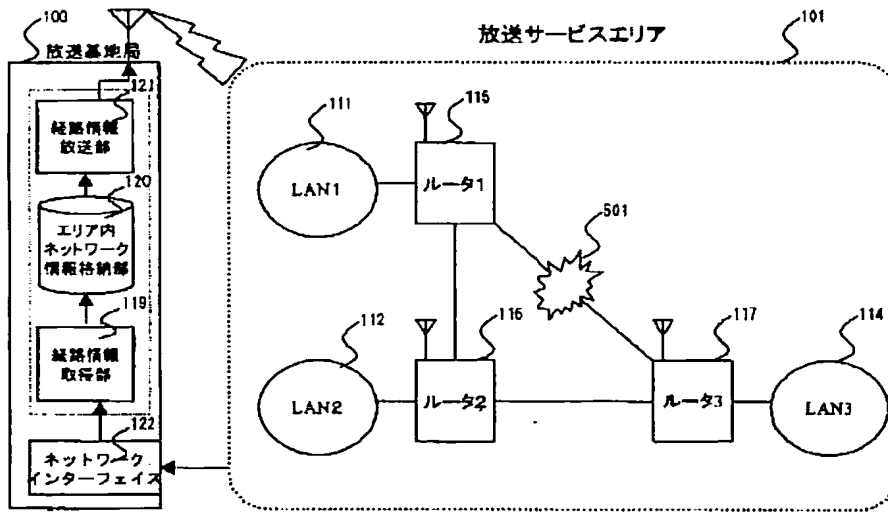 100
放送基地局
121
経路情報
放送部
120
エリア内
ネットワーク
情報格納部
119
経路情報
取得部
122
ネットワーク
インターフェイス
放送サービスエリア
101
111
LAN1
115
ルータ1
501
112
LAN2
116
ルータ2
117
ルータ3
114
LAN3